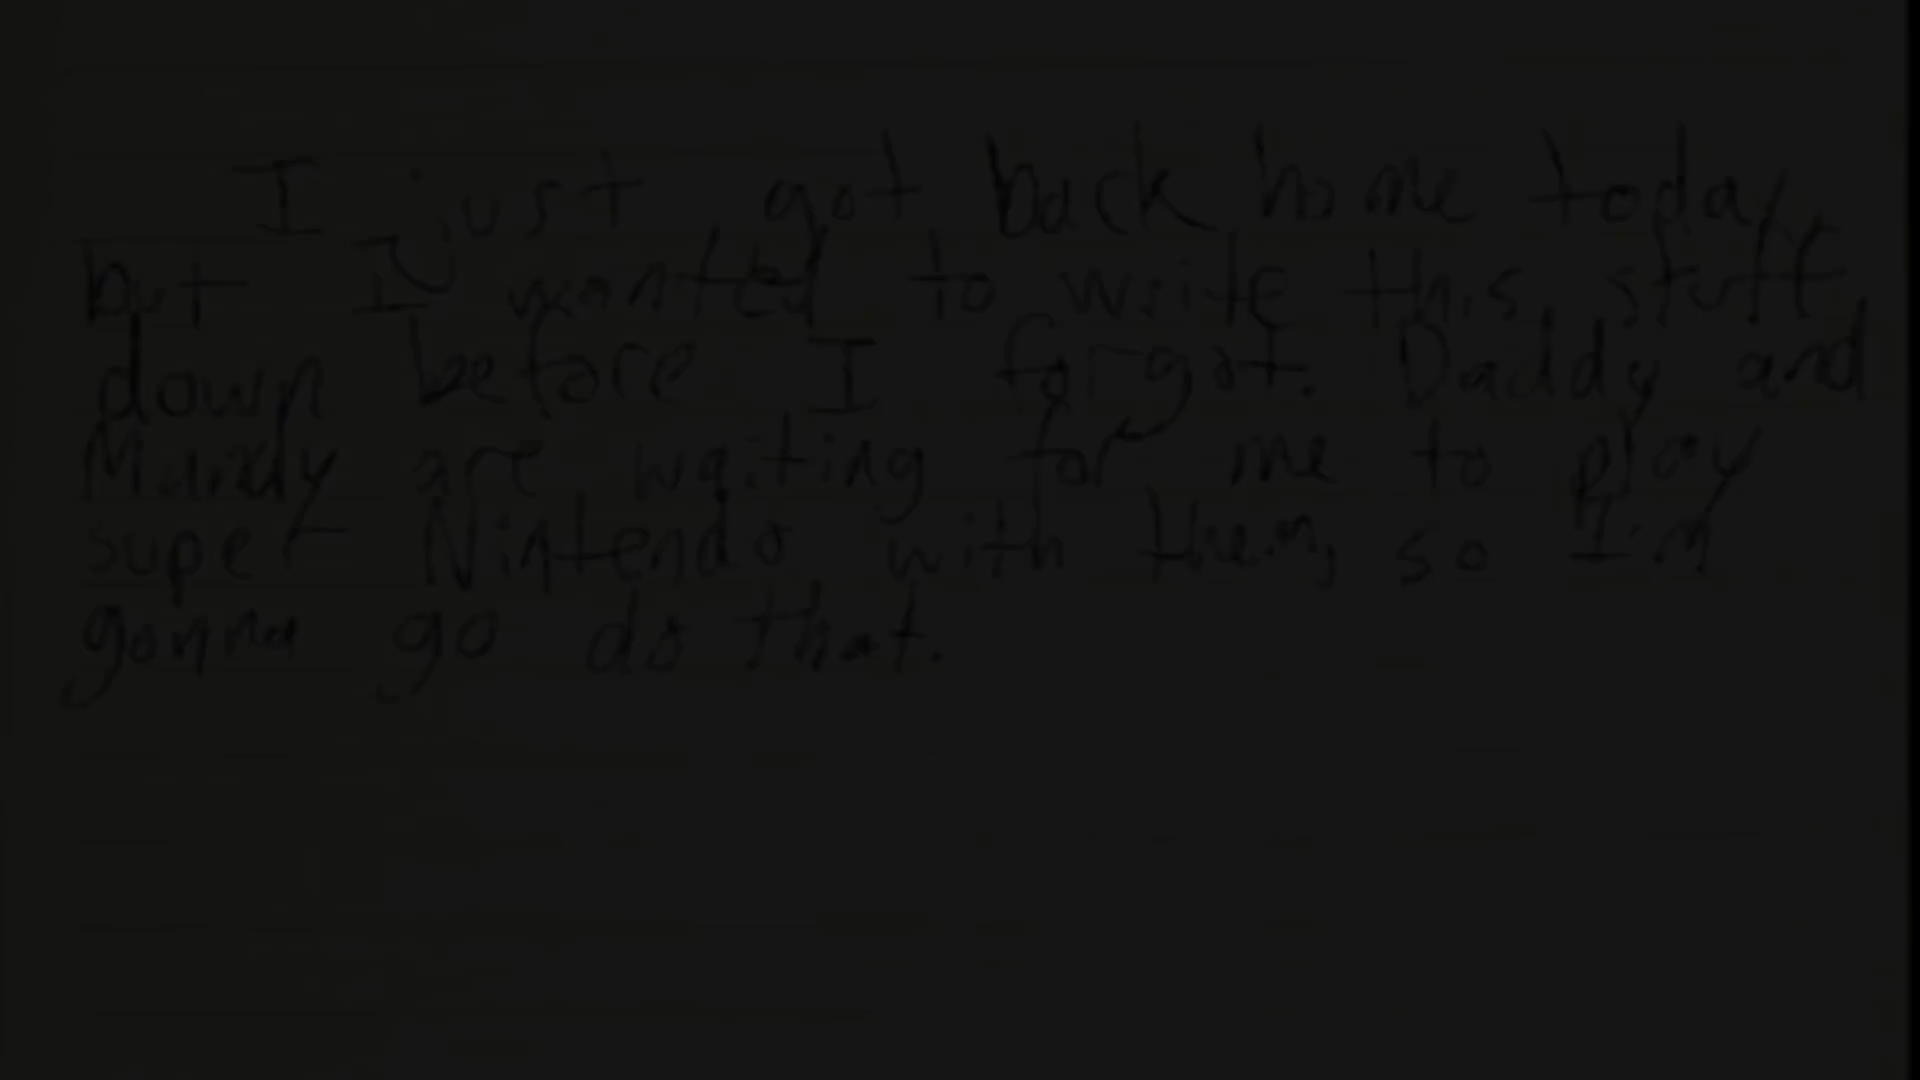 I just got back home today,
but I wanted to write this stuff
down before I forgot. Daddy and
Mandy are waiting for me to play
super Nintendo with them, so I'm
gonna go do that.